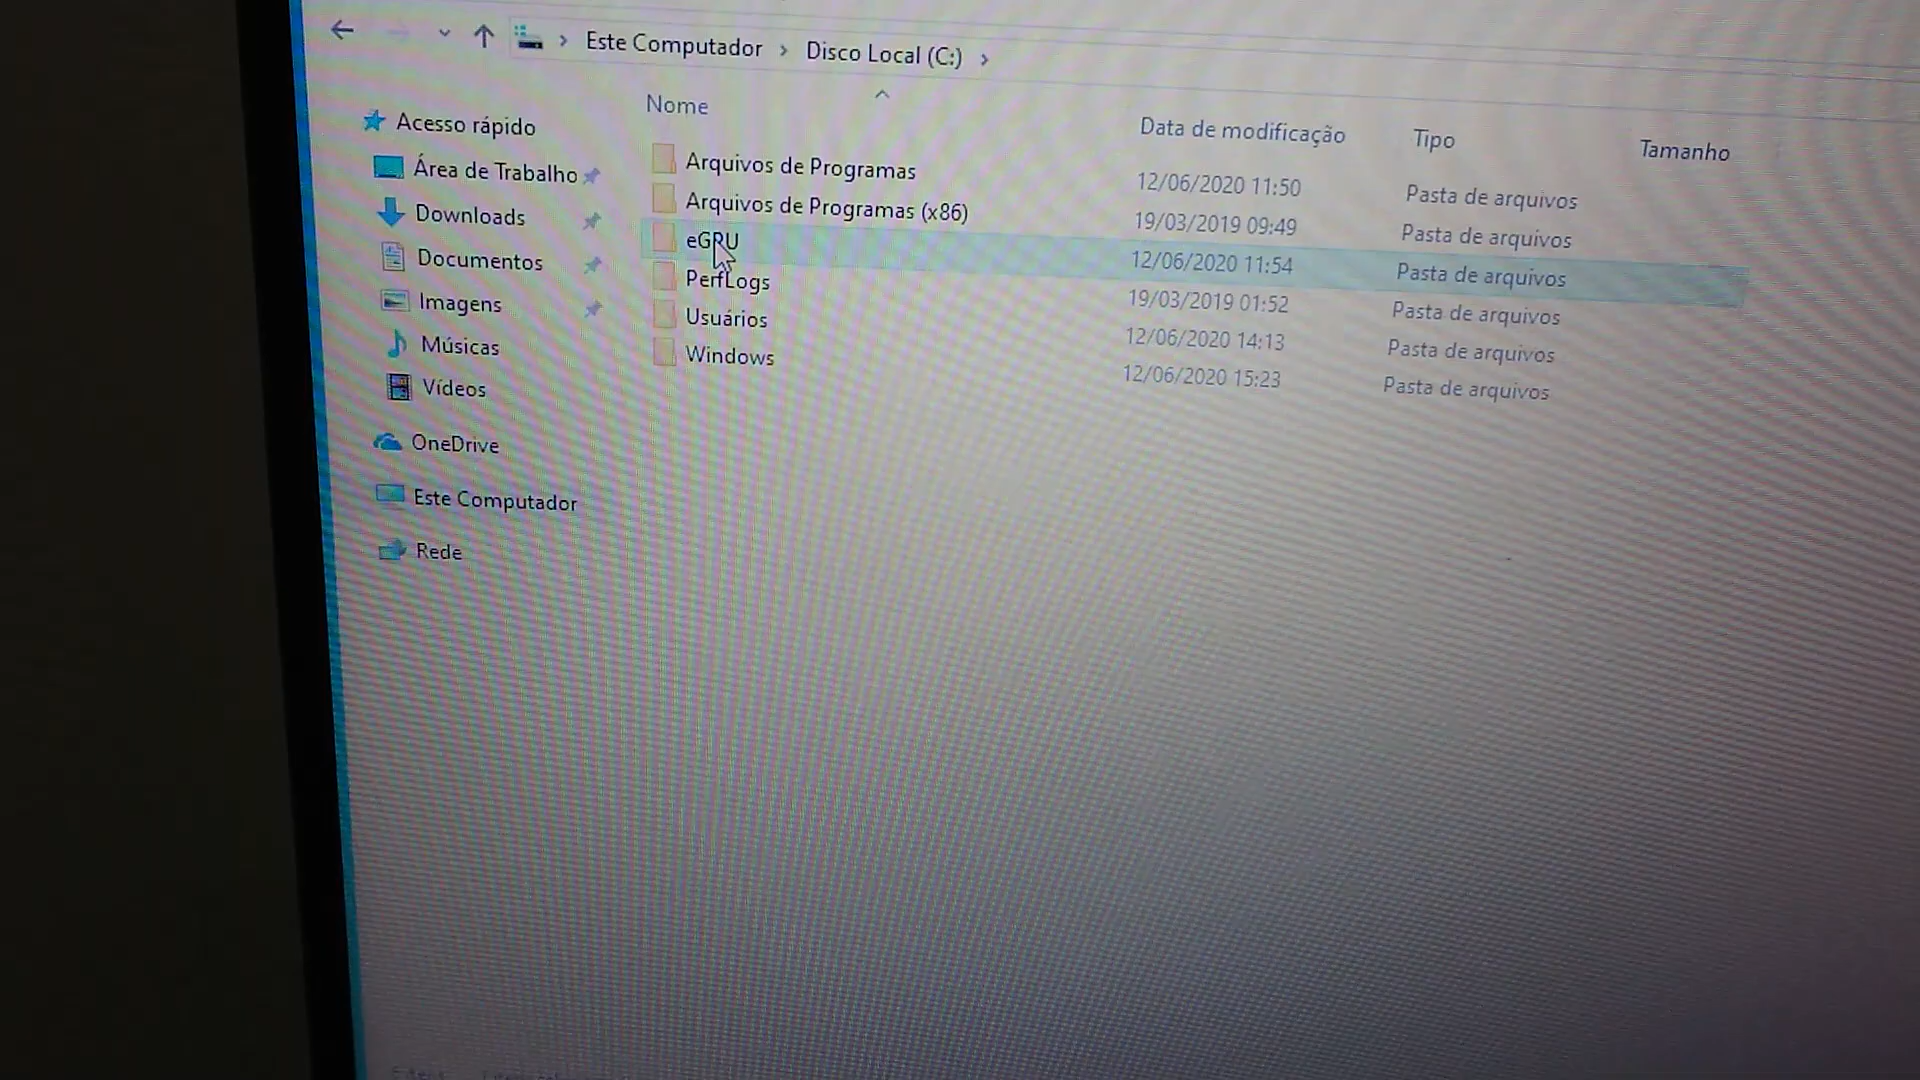 Este Computador > Disco Local (C:) >
Nome Data de modificação Tipo Tamanho
Acesso rápido
Área de Trabalho
Downloads
Documentos
Imagens
Músicas
Vídeos
OneDrive
Este Computador
Rede
Arquivos de Programas 12/06/2020 11:50 Pasta de arquivos
Arquivos de Programas (x86) 19/03/2019 09:49 Pasta de arquivos
eGRU 12/06/2020 11:54 Pasta de arquivos
PerfLogs 19/03/2019 01:52 Pasta de arquivos
Usuários 12/06/2020 14:13 Pasta de arquivos
Windows 12/06/2020 15:23 Pasta de arquivos